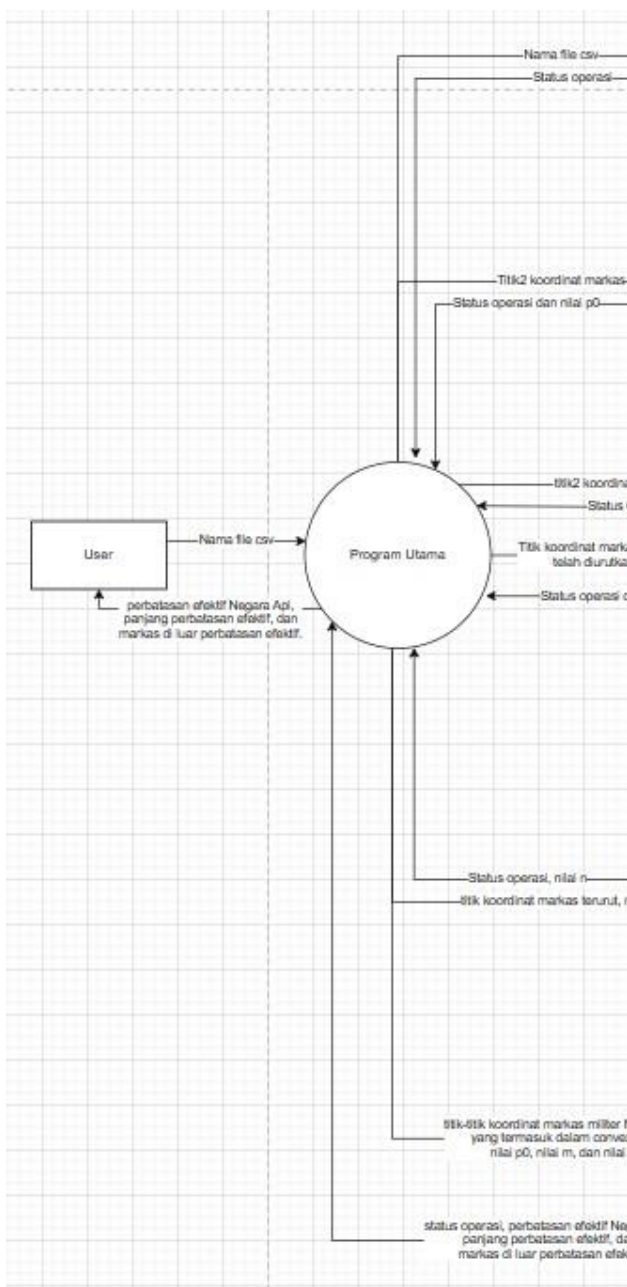 Nama file csv
Status operasi
Titik2 koordinat markas
Status operasi dan nilai p0
titik2 koordina
Status
Nama file csv
User
Program Utama
Titik koordinat marka
telah diurutka
Status operasi d
perbatasan efektif Negara Api,
panjang perbatasan efektif, dan
markas di luar perbatasan efektif.
Status operasi, nilai n
titik koordinat markas terurut,
titik-titik koordinat markas militer
yang termasuk dalam conve
nilai p0, nilai m, dan nilai
status operasi, perbatasan efektif Neg
panjang perbatasan efektif, da
markas di luar perbatasan efek